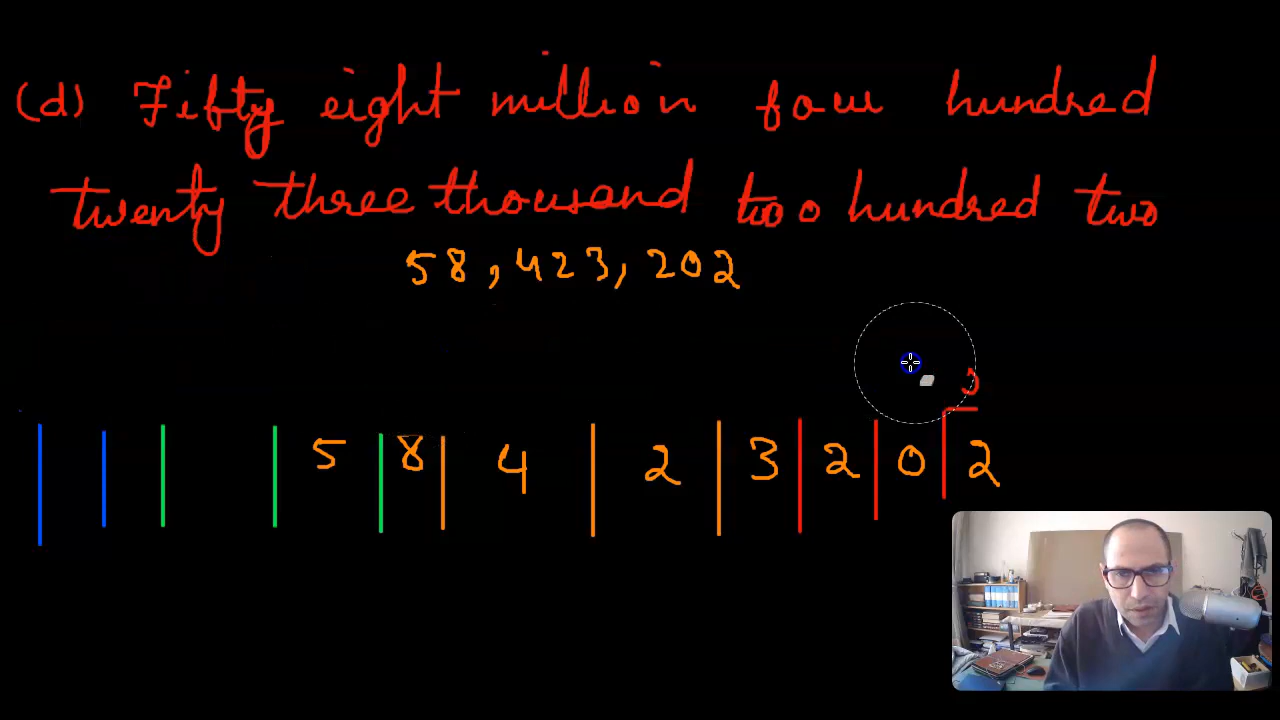 (d) Fifty eight million four hundred
twenty three thousand two hundred two
58,423,202
5 8 4 2 3 2 0 2